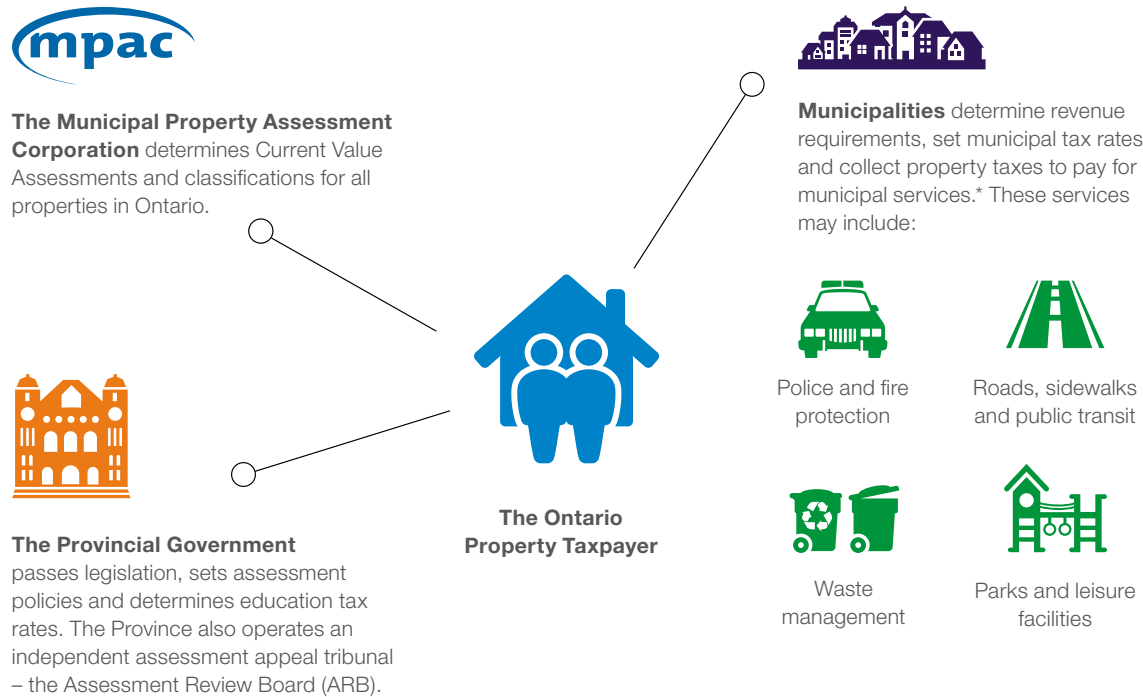 mpac
The Municipal Property Assessment
Corporation determines Current Value
Assessments and classifications for all
properties in Ontario.
The Provincial Government
passes legislation, sets assessment
policies and determines education tax
rates. The Province also operates an
independent assessment appeal tribunal
– the Assessment Review Board (ARB).
The Ontario
Property Taxpayer
Municipalities determine revenue
requirements, set municipal tax rates
and collect property taxes to pay for
municipal services.* These services
may include:
Police and fire
protection
Roads, sidewalks
and public transit
Waste
management
Parks and leisure
facilities